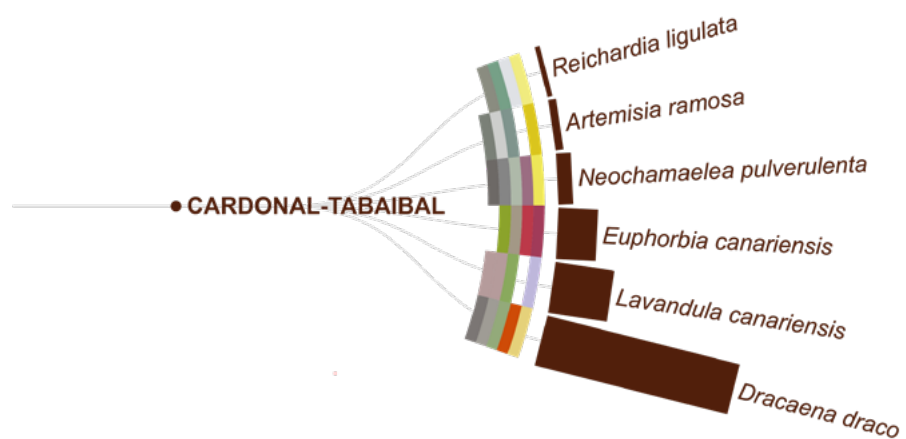 Reichardia ligulata
Artemisia ramosa
Neochamaelea pulverulenta
CARDONAL-TABAIBAL
Euphorbia canariensis
Lavandula canariensis
Dracaena draco